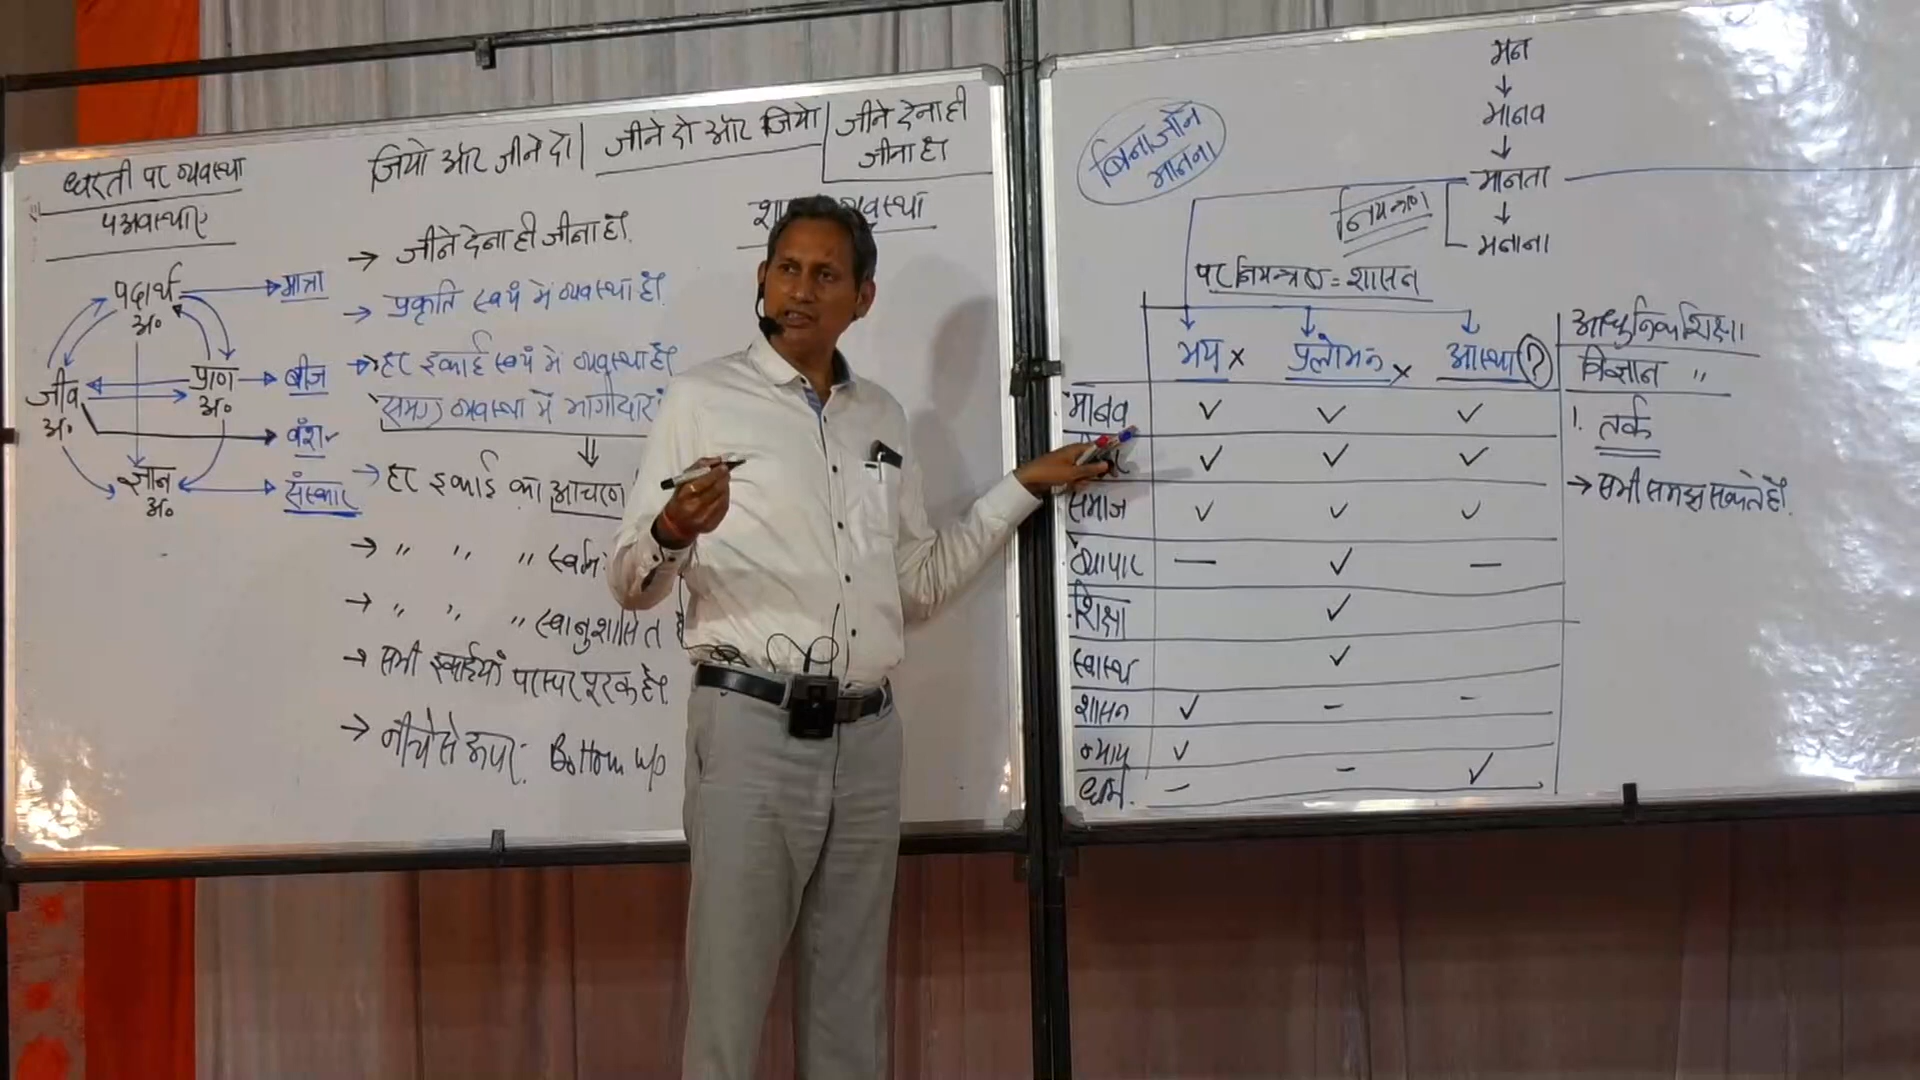 धरती पर व्यवस्था
4 अवस्थाएं
पदार्थ
अ०
मात्रा
जीव
अ०
प्राण
अ०
बीज
वंश
ज्ञान
अ०
संस्कार
जियो और जीने दो | जीने दो और जियो | जीने देना ही
जीना है।
व्यवस्था
→ जीने देना ही जीना है।
→ प्रकृति स्वयं में व्यवस्था है।
→ हर इकाई स्वयं में व्यवस्था है।
समग्र व्यवस्था में भागीदार
⇓
→ हर इकाई का आचरण
→ " " " स्वर्गः
→ " " " स्वानुशासित
→ सभी इकाईयां परस्पर पूरक है।
→ नीचे से ऊपर: Bottom up
बिना जाने
मानना
मन
↓
मानव
↓
मानता
↓
मनाना
नियन्त्रण
पर नियन्त्रण = शासन
भय × प्रलोभन × आस्था (?)
मानव ✓ ✓ ✓
✓ ✓ ✓
समाज ✓ ✓ ✓
व्यापार — ✓ —
शिक्षा ✓
स्वास्थ्य ✓
शासन ✓ - -
न्याय ✓
धर्म. - - ✓
आधुनिक शिक्षा
विज्ञान "
1. तर्क
→ सभी समझ सकते है।